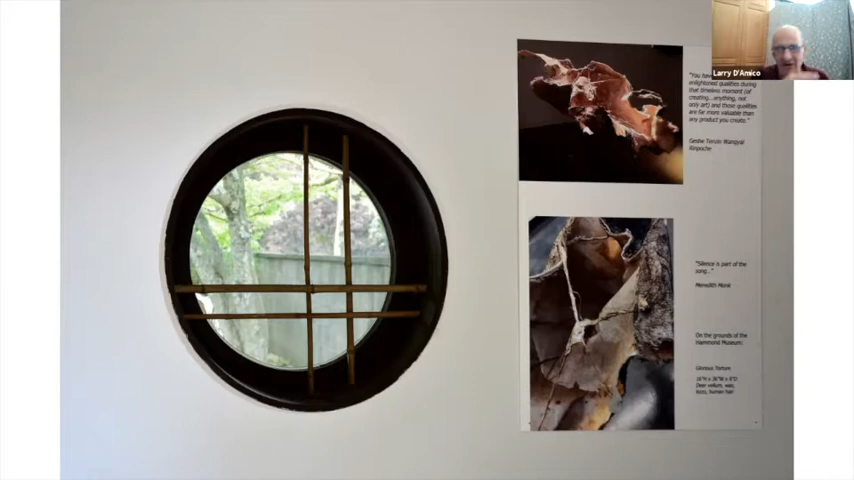 Larry D'Amico
"You have
enlightened qualities during
that timeless moment (of
creating...anything, not
only art) and those qualities
are far more valuable than
any product you create."
Geshe Tenzin Wangyal
Rinpoche
"Silence is part of the
song..."
Meredith Monk
On the grounds of the
Hammond Museum:
Glorious Torture
Deer vellum, wax,
human hair